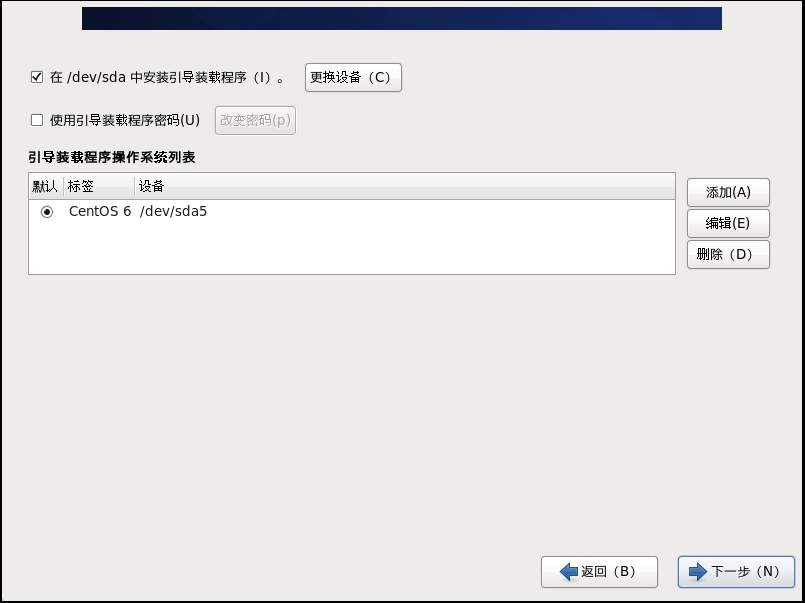 在 /dev/sda 中安装引导装载程序（I）。 更换设备（C）
使用引导装载程序密码(U) 改变密码(p)
引导装载程序操作系统列表
默认 标签 设备
CentOS 6 /dev/sda5
添加(A)
编辑(E)
删除（D）
返回（B） 下一步（N）